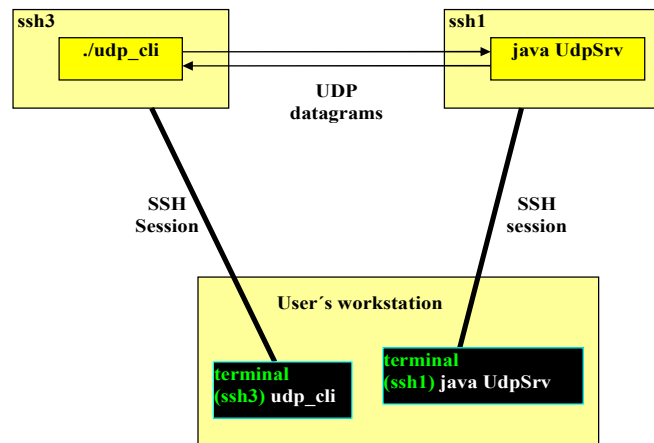 ssh3
./udp_cli
ssh1
java UdpSrv
UDP
datagrams
SSH
Session
SSH
session
User´s workstation
terminal
(ssh3) udp_cli
terminal
(ssh1) java UdpSrv